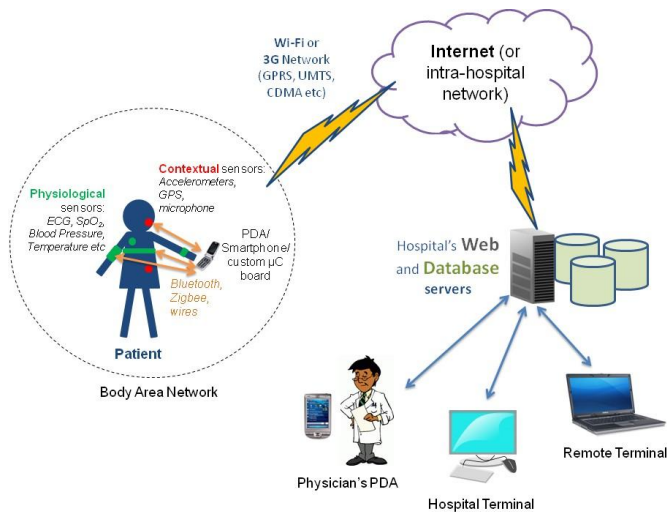 Wi-Fi or
3G Network
(GPRS, UMTS,
CDMA etc)
Internet (or
intra-hospital
network)
Contextual sensors:
Accelerometers,
GPS,
microphone
Physiological
sensors:
ECG, SpO₂,
Blood Pressure,
Temperature etc
PDA/
Smartphone/
custom µC
board
Bluetooth,
Zigbee,
wires
Patient
Body Area Network
Hospital's Web
and Database
servers
Physician's PDA
Hospital Terminal
Remote Terminal